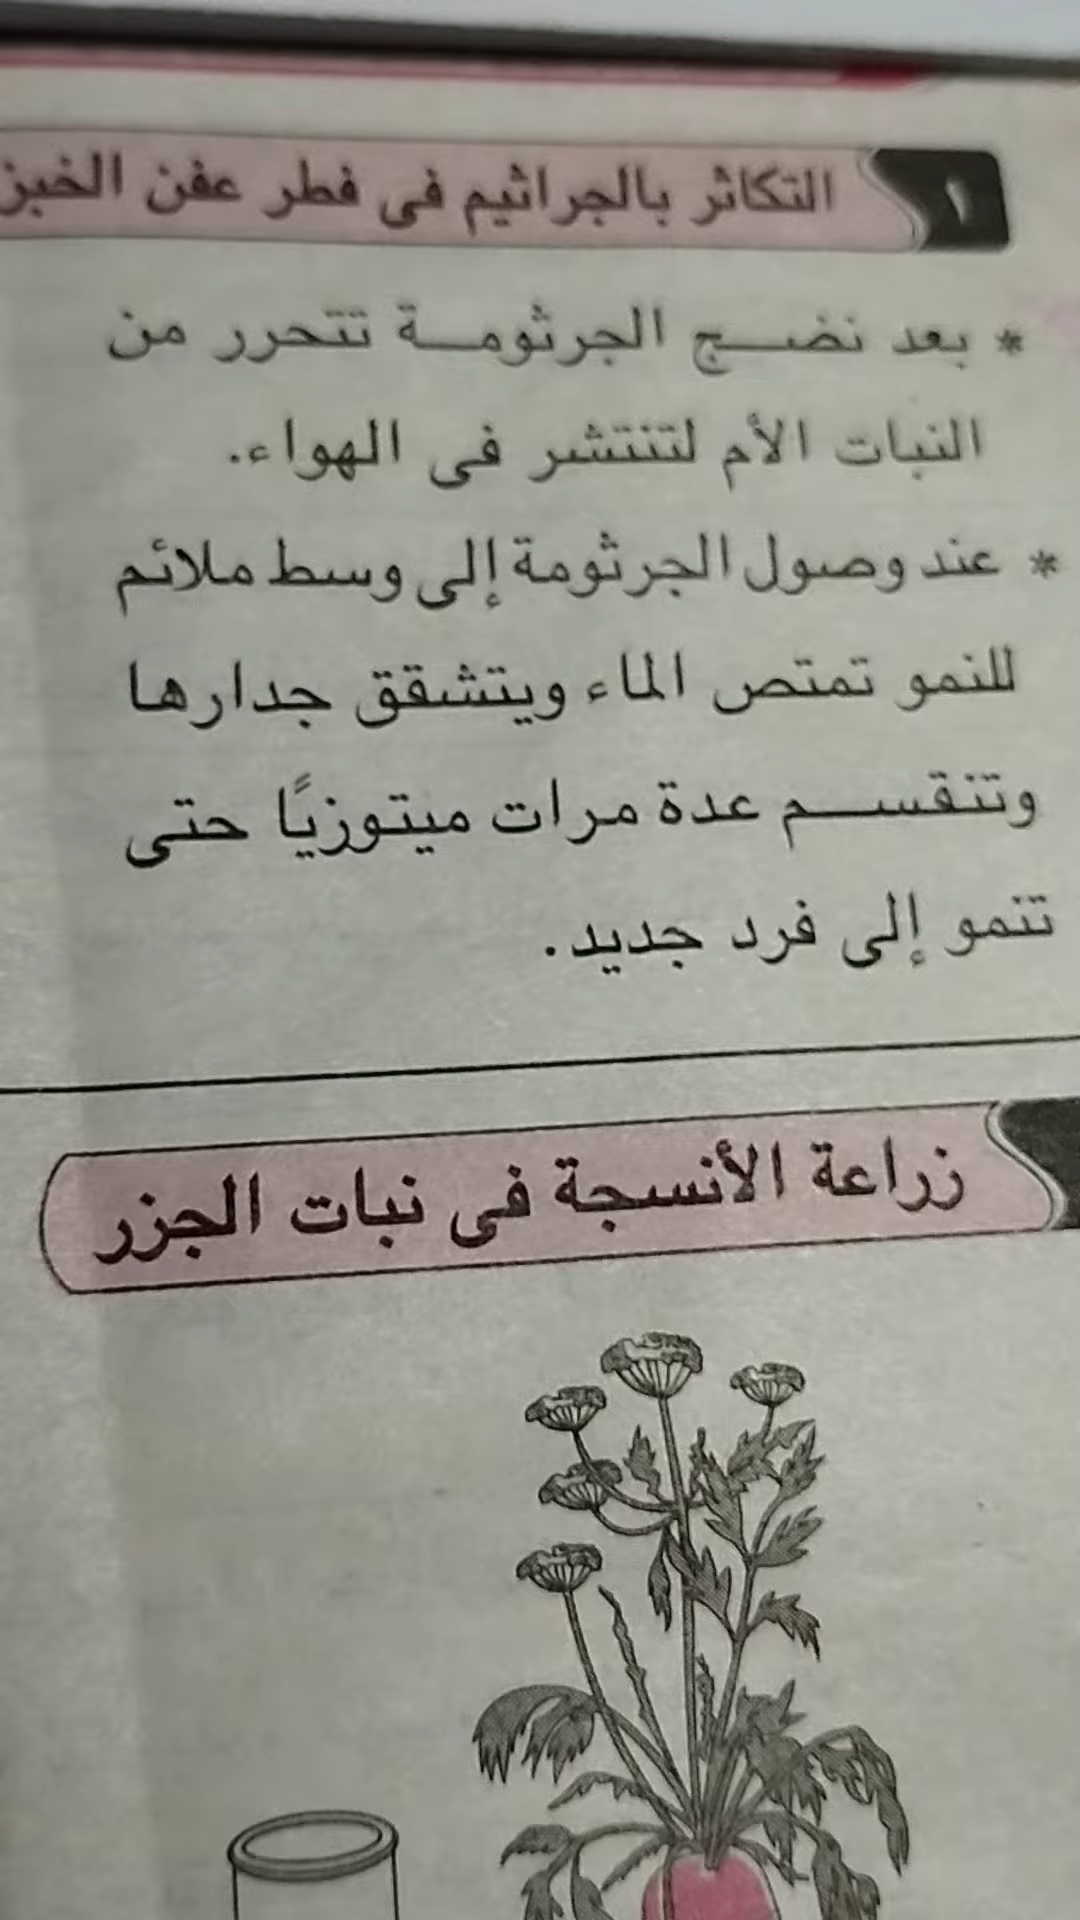 ١ التكاثر بالجراثيم فى فطر عفن الخبز
* بعد نضج الجرثومة تتحرر من
النبات الأم لتنتشر فى الهواء.
* عند وصول الجرثومة إلى وسط ملائم
للنمو تمتص الماء ويتشقق جدارها
وتنقسم عدة مرات ميتوزيًا حتى
تنمو إلى فرد جديد.
زراعة الأنسجة فى نبات الجزر